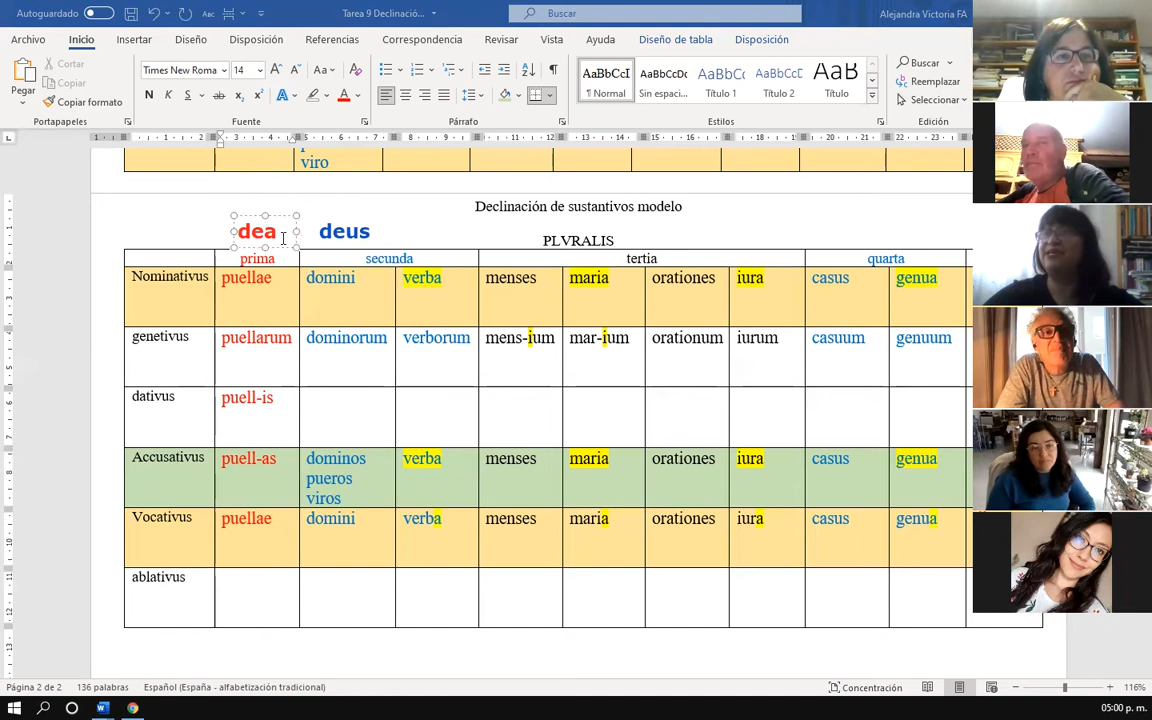 Autoguardado
Tarea 9 Declinació...
Buscar
Alejandra Victoria FA
Archivo Inicio Insertar Diseño Disposición Referencias Correspondencia Revisar Vista Ayuda Diseño de tabla Disposición
Pegar
Cortar
Copiar
Copiar formato
Times New Roma 14
N K S
AaBbCcI AaBbCcDc AaBbCc AaBbCcD AaBbC
¶ Normal Sin espaci... Título 1 Título 2 Título
Buscar
Reemplazar
Seleccionar
Portapapeles Fuente Párrafo Estilos Edición
viro
Declinación de sustantivos modelo
dea deus
PLVRALIS
prima secunda tertia quarta
Nominativus puellae domini verba menses maria orationes iura casus genua
genetivus puellarum dominorum verborum mens-ium mar-ium orationum iurum casuum genuum
dativus puell-is
Accusativus puell-as dominos verba menses maria orationes iura casus genua
pueros
viros
Vocativus puellae domini verba menses maria orationes iura casus genua
ablativus
Página 2 de 2 136 palabras Español (España - alfabetización tradicional) Concentración 116%
05:00 p. m.